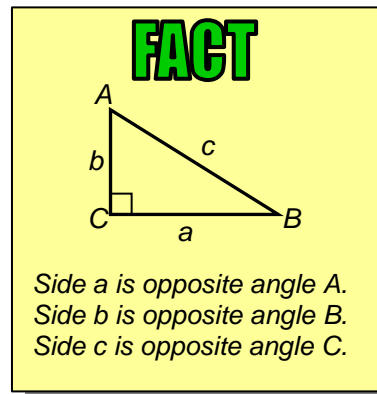 FACT
A
b
c
C
B
a
Side a is opposite angle A.
Side b is opposite angle B.
Side c is opposite angle C.